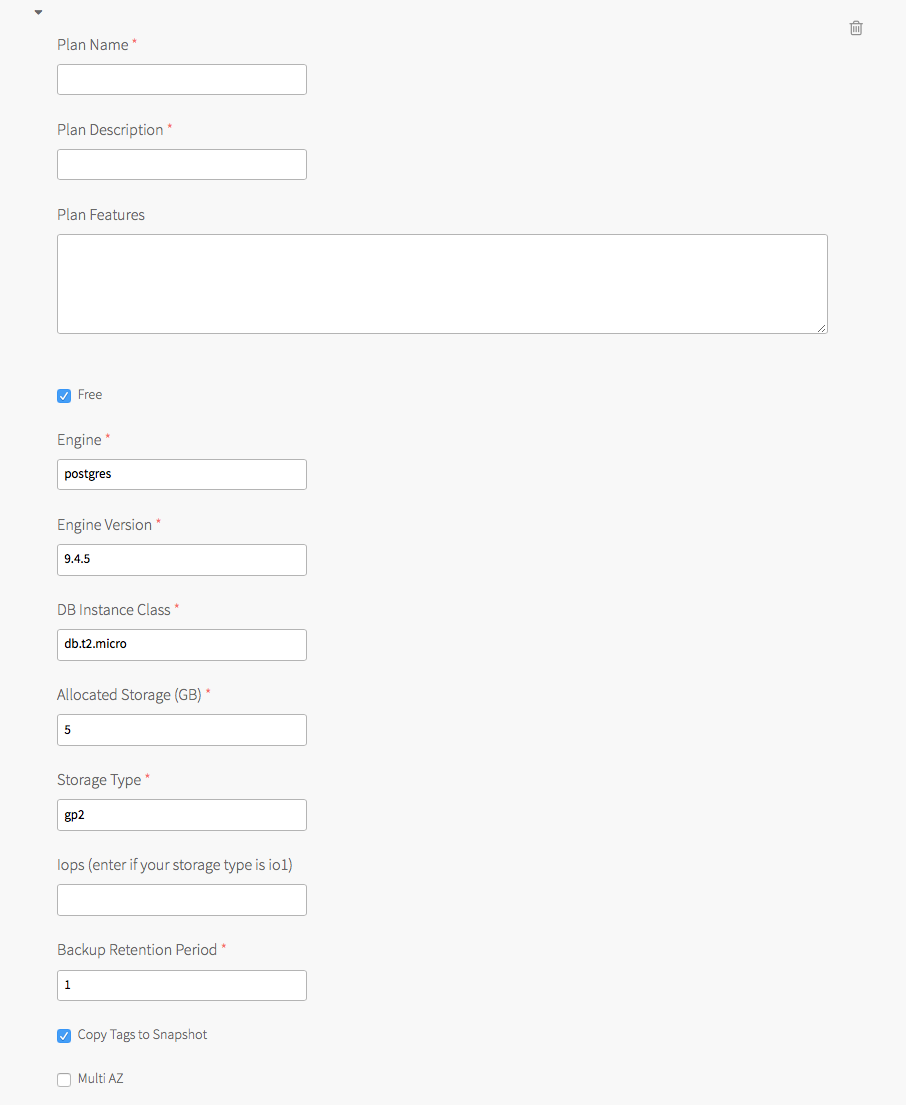 Plan Name *
Plan Description *
Plan Features
Free
Engine *
postgres
Engine Version *
9.4.5
DB Instance Class *
db.t2.micro
Allocated Storage (GB) *
5
Storage Type *
gp2
Iops (enter if your storage type is io1)
Backup Retention Period *
1
Copy Tags to Snapshot
Multi AZ